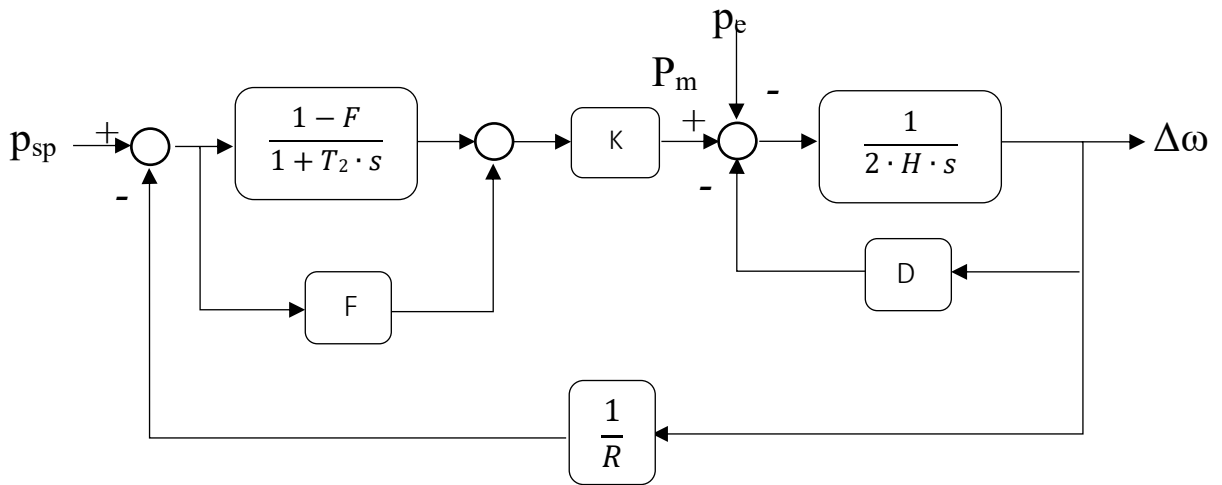 pₑ
Pₘ
-
pₛₚ
+
1 − F
1 + T₂ · s
K
+
1
2 · H · s
Δω
-
-
D
F
1
R